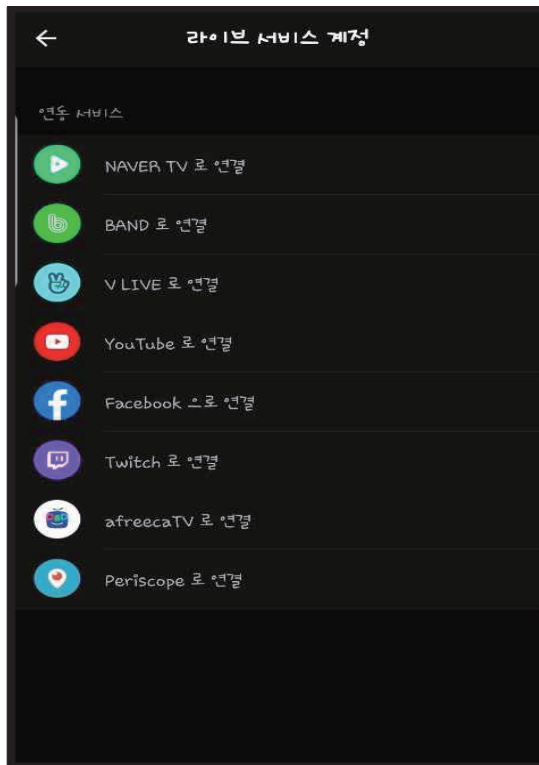 라이브 서비스 계정
연동 서비스
NAVER TV 로 연결
BAND 로 연결
V LIVE 로 연결
YouTube 로 연결
Facebook 으로 연결
Twitch 로 연결
afreecaTV 로 연결
Periscope 로 연결